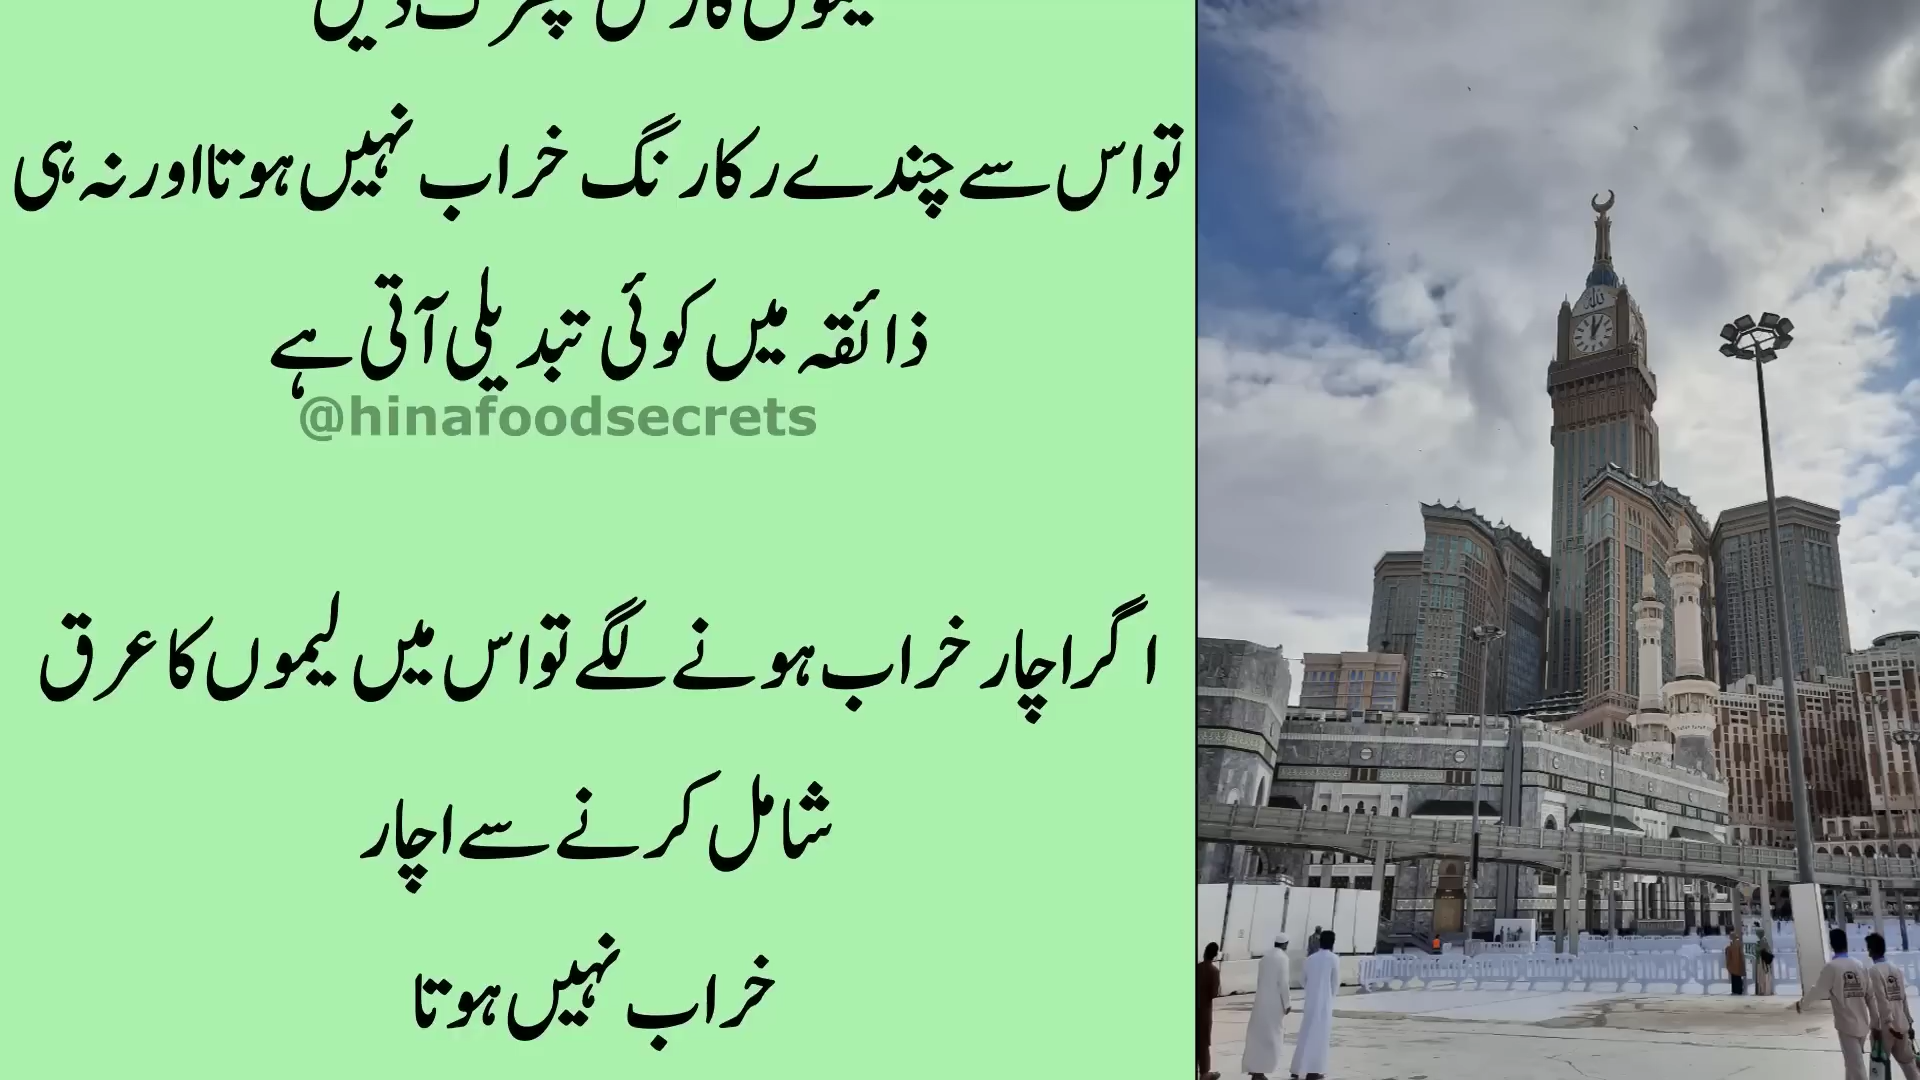 تو اس سے چندے رکا رنگ خراب نہیں ہوتا اور نہ ہی
ذائقہ میں کوئی تبدیلی آتی ہے
@hinafoodsecrets
اگر اچار خراب ہونے لگے تو اس میں لیموں کا عرق
شامل کرنے سے اچار
خراب نہیں ہوتا
الله